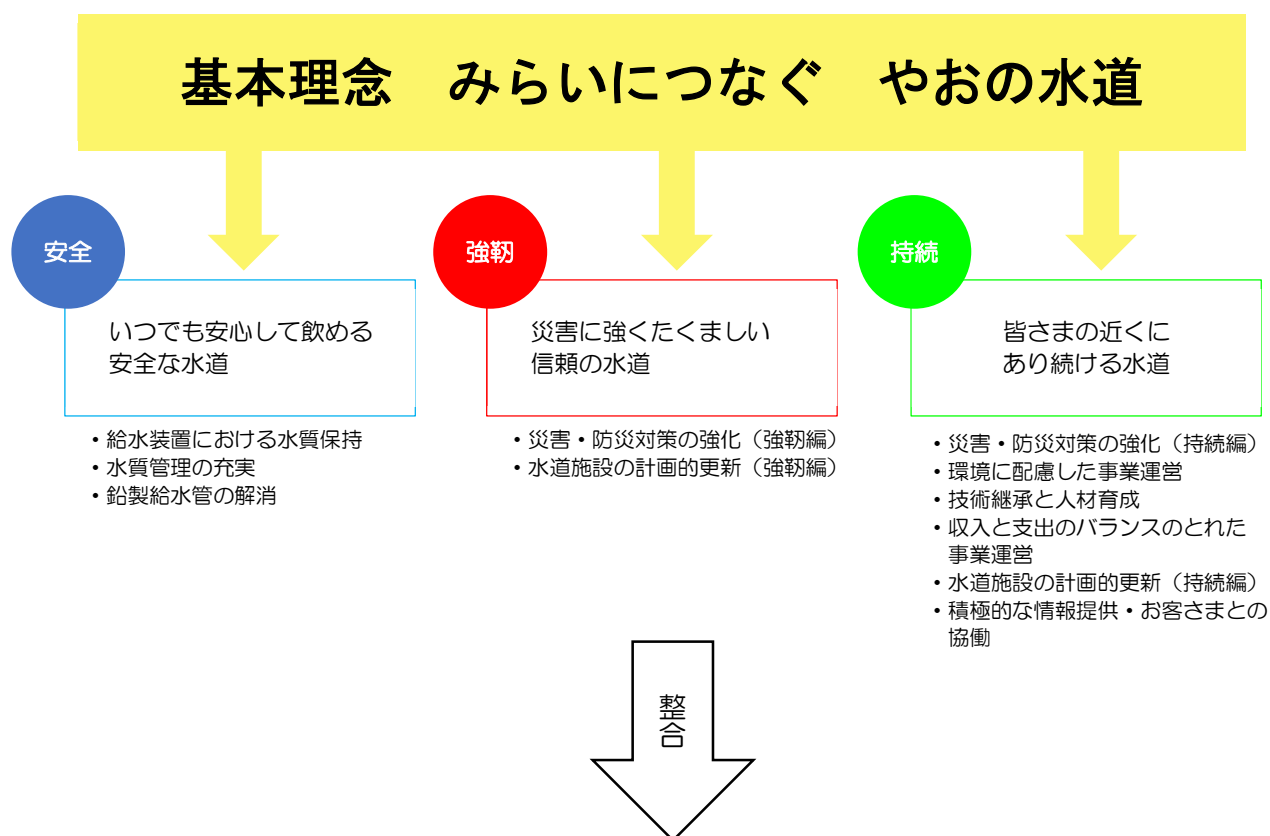 基本理念　みらいにつなぐ　やおの水道
安全
いつでも安心して飲める
安全な水道
・給水装置における水質保持
・水質管理の充実
・鉛製給水管の解消
強靭
災害に強くたくましい
信頼の水道
・災害・防災対策の強化（強靭編）
・水道施設の計画的更新（強靭編）
持続
皆さまの近くに
あり続ける水道
・災害・防災対策の強化（持続編）
・環境に配慮した事業運営
・技術継承と人材育成
・収入と支出のバランスのとれた
事業運営
・水道施設の計画的更新（持続編）
・積極的な情報提供・お客さまとの
協働
整合